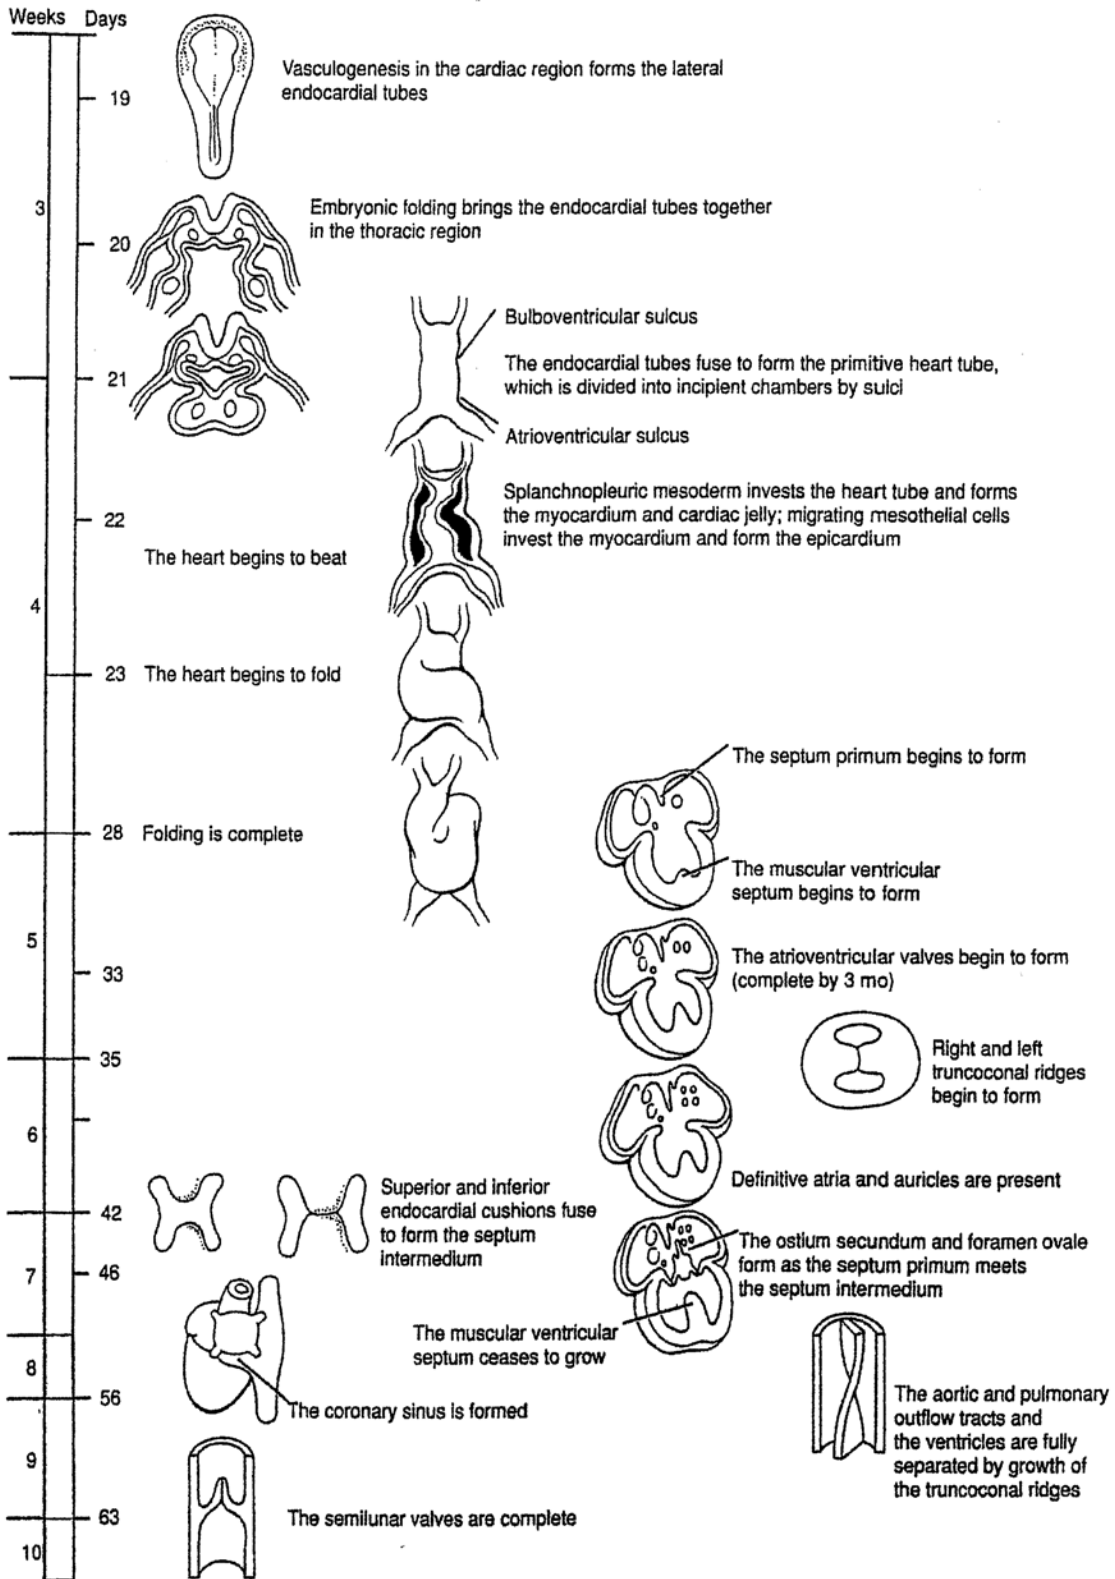 Weeks Days
Vasculogenesis in the cardiac region forms the lateral
endocardial tubes
19
3
Embryonic folding brings the endocardial tubes together
in the thoracic region
20
Bulboventricular sulcus
The endocardial tubes fuse to form the primitive heart tube,
which is divided into incipient chambers by sulci
21
Atrioventricular sulcus
Splanchnopleuric mesoderm invests the heart tube and forms
the myocardium and cardiac jelly; migrating mesothelial cells
invest the myocardium and form the epicardium
22
The heart begins to beat
4
23 The heart begins to fold
The septum primum begins to form
28 Folding is complete
The muscular ventricular
septum begins to form
5
The atrioventricular valves begin to form
(complete by 3 mo)
33
Right and left
truncoconal ridges
begin to form
35
6
Definitive atria and auricles are present
Superior and inferior
endocardial cushions fuse
to form the septum
intermedium
42
The ostium secundum and foramen ovale
form as the septum primum meets
the septum intermedium
7
46
The muscular ventricular
septum ceases to grow
8
56
The coronary sinus is formed
The aortic and pulmonary
outflow tracts and
the ventricles are fully
separated by growth of
the truncoconal ridges
9
63
The semilunar valves are complete
10